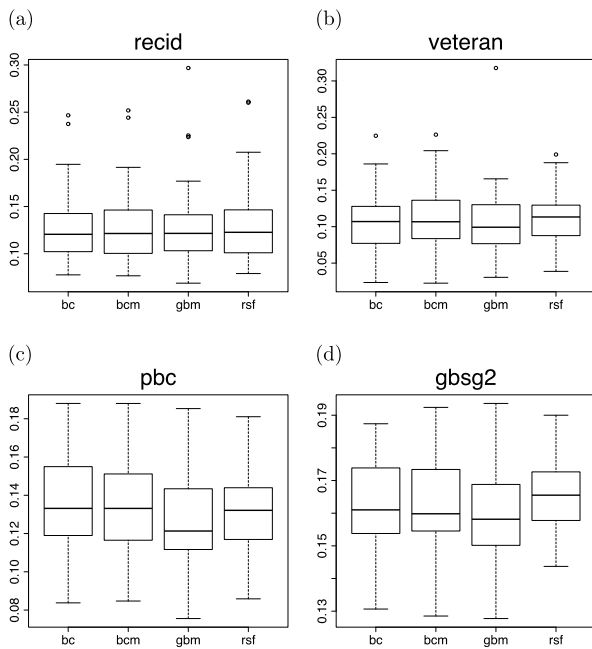 (a)
recid
0.30
0.25
0.20
0.15
0.10
bc bcm gbm rsf
(b)
veteran
0.30
0.25
0.20
0.15
0.10
0.05
bc bcm gbm rsf
(c)
pbc
0.18
0.16
0.14
0.12
0.10
0.08
bc bcm gbm rsf
(d)
gbsg2
0.19
0.17
0.15
0.13
bc bcm gbm rsf